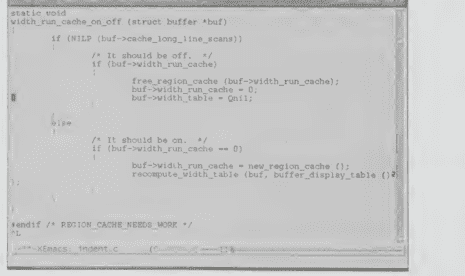 static void
width_run_cache_on_off (struct buffer *buf)
{
if (NILP (buf->cache_long_line_scans))
{
/* It should be off. */
if (buf->width_run_cache)
{
free_region_cache (buf->width_run_cache);
buf->width_run_cache = 0;
buf->width_table = Qnil;
}
}
else
{
/* It should be on. */
if (buf->width_run_cache == 0)
{
buf->width_run_cache = new_region_cache ();
recompute_width_table (buf, buffer_display_table ()
);
}
}
}
#endif /* REGION_CACHE_NEEDS_WORK */
^L
XEmacs: indent.c